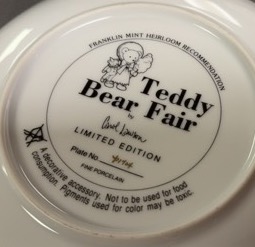 FRANKLIN MINT HEIRLOOM RECOMMENDATION
Teddy
Bear Fair
by
LIMITED EDITION
Plate No.
FINE PORCELAIN
A decorative accessory. Not to be used for food
consumption. Pigments used for color may be toxic.